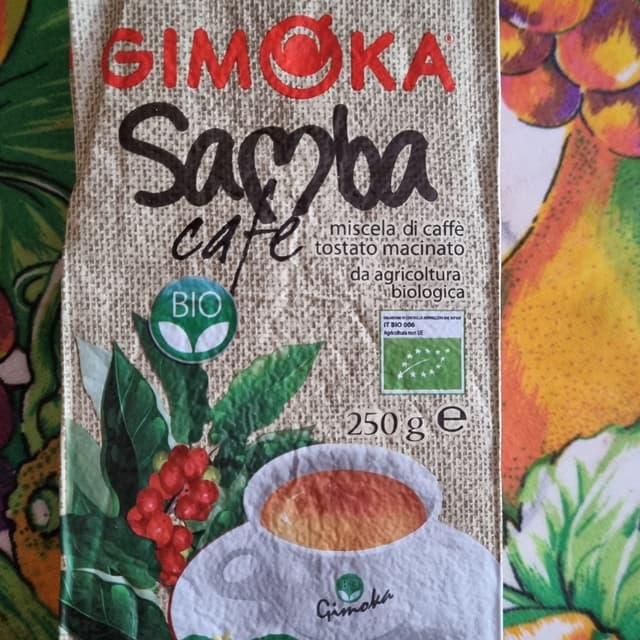 GIMOKA
Samba
café
miscela di caffè
tostato macinato
da agricoltura
biologica
BIO
IT BIO 006
Agricoltura non UE
250 g e
BIO
Gimoka